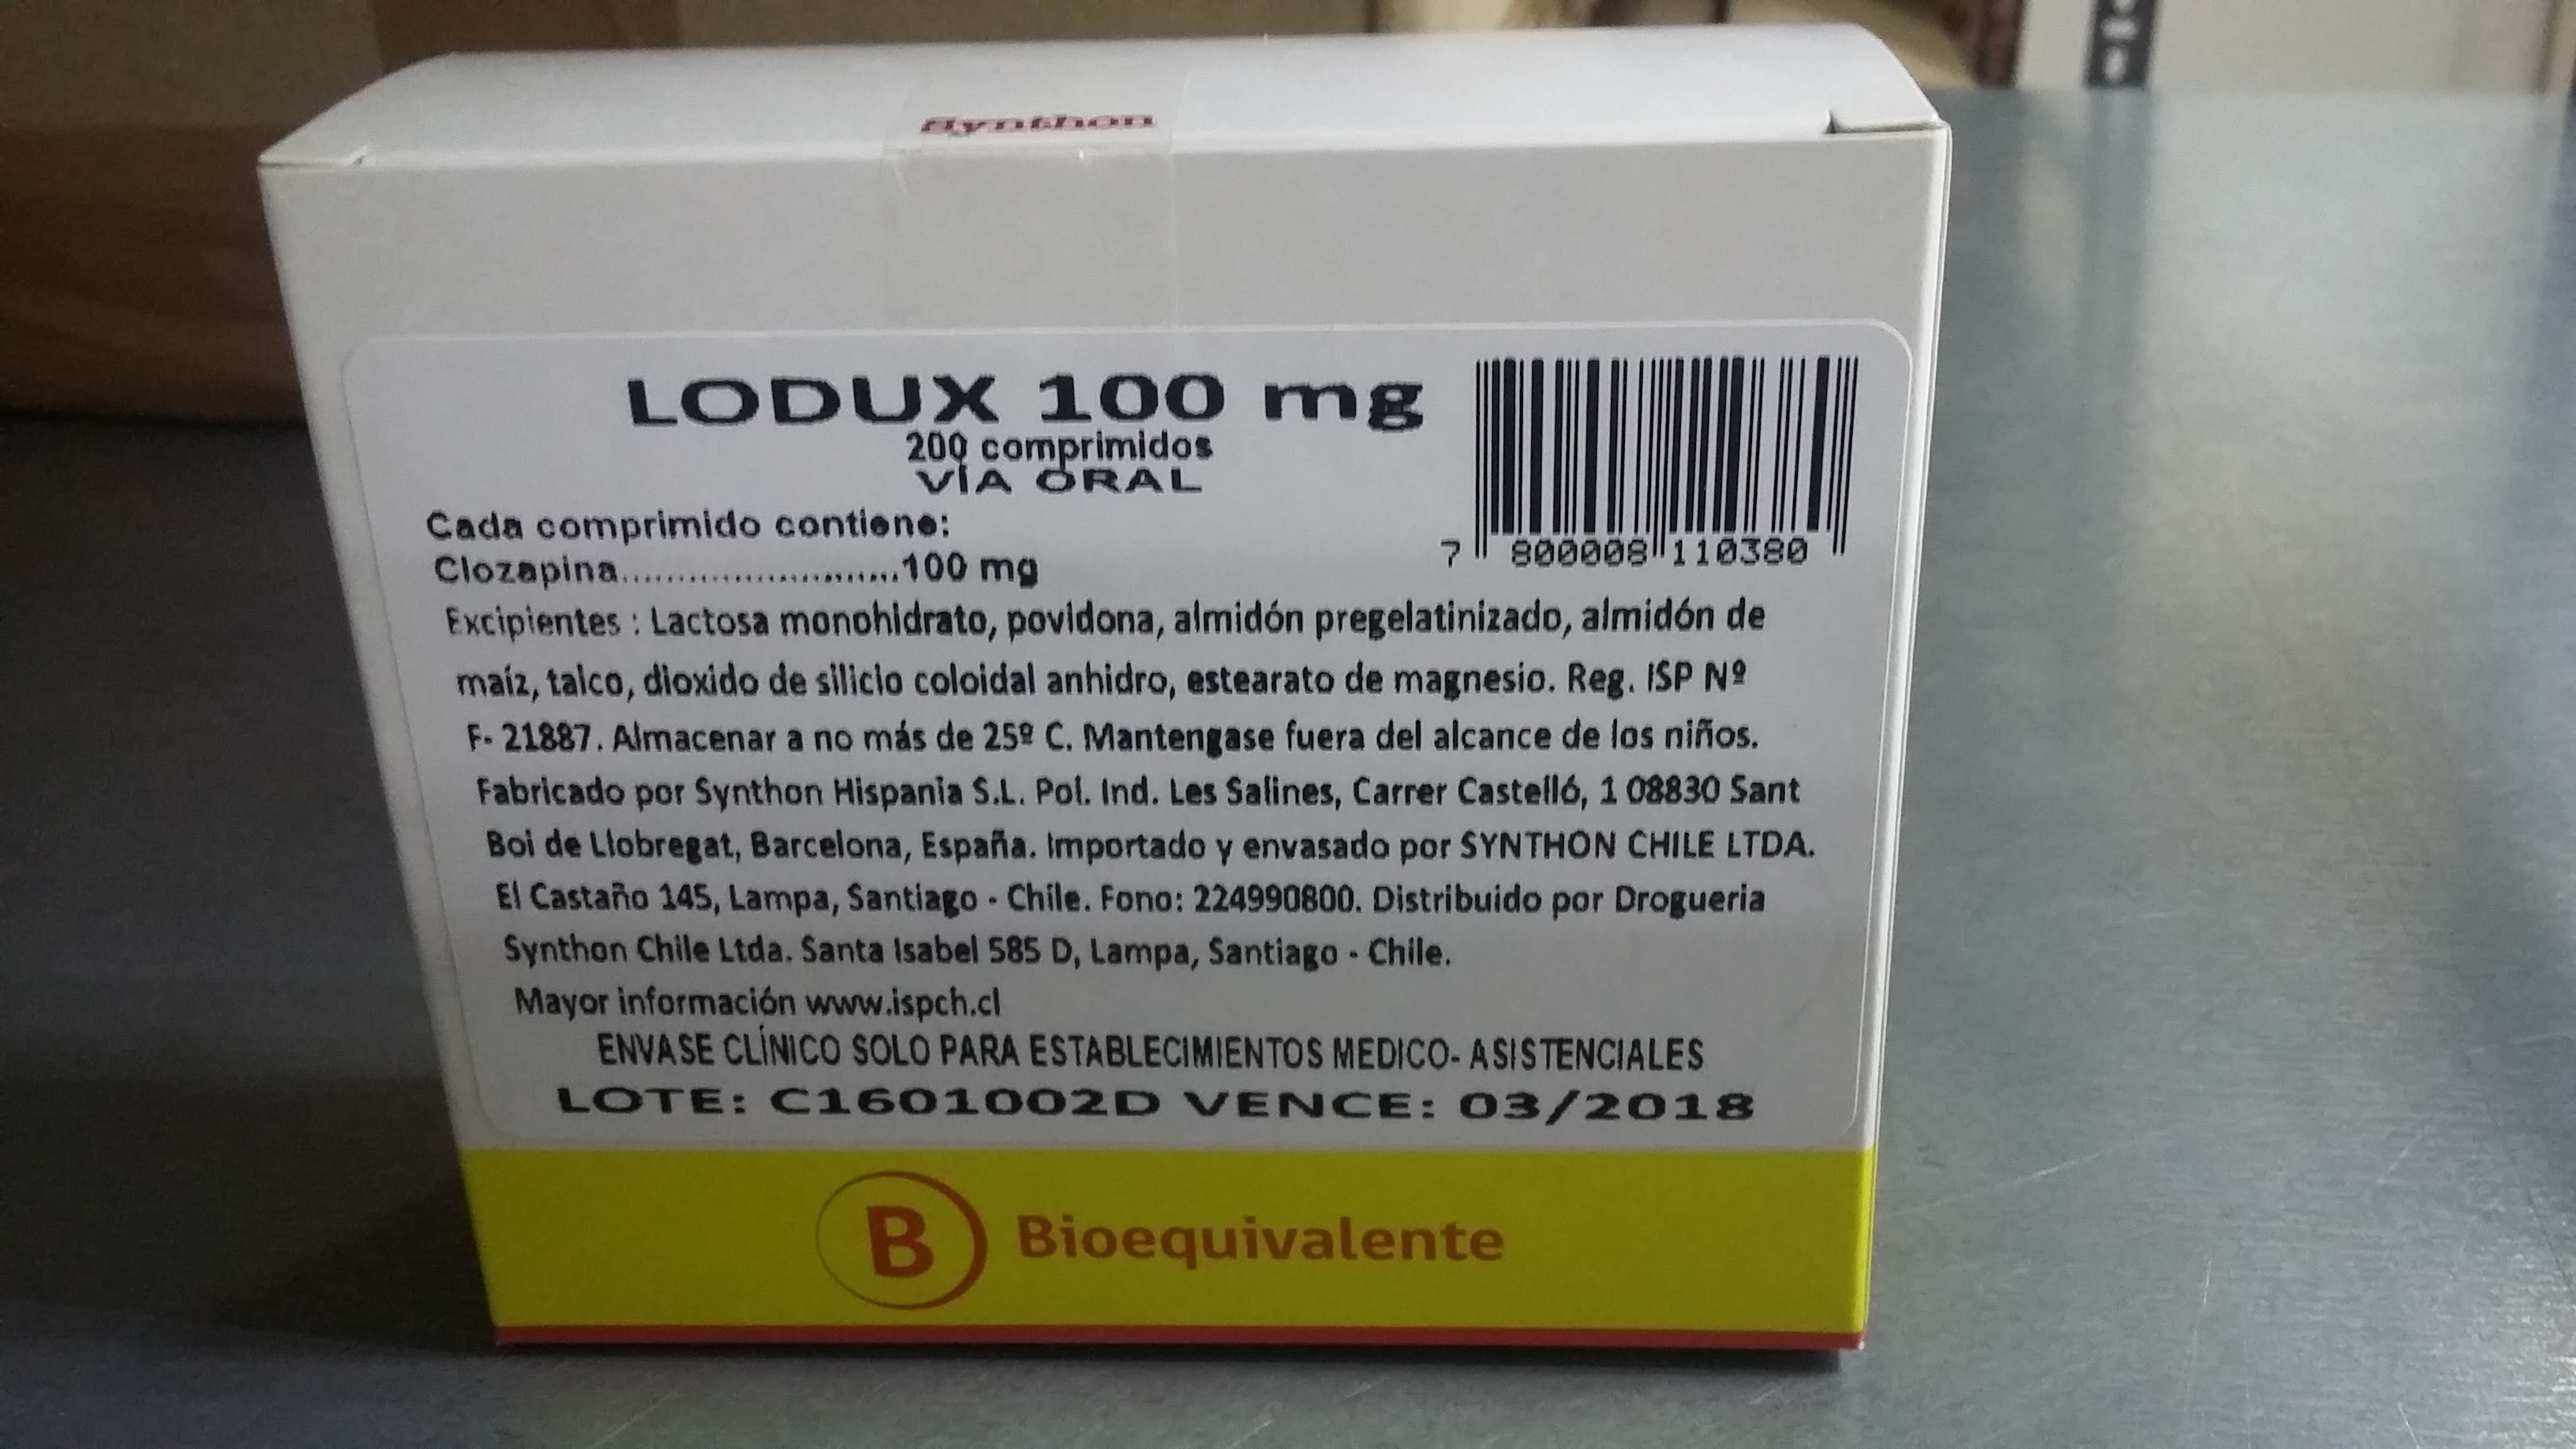 Synthon
LODUX 100 mg
200 comprimidos
VÍA ORAL
Cada comprimido contiene:
Clozapina..........................100 mg
7 800008 110380
Excipientes : Lactosa monohidrato, povidona, almidón pregelatinizado, almidón de
maíz, talco, dioxido de silicio coloidal anhidro, estearato de magnesio. Reg. ISP Nº
F- 21887. Almacenar a no más de 25º C. Mantengase fuera del alcance de los niños.
Fabricado por Synthon Hispania S.L. Pol. Ind. Les Salines, Carrer Castelló, 1 08830 Sant
Boi de Llobregat, Barcelona, España. Importado y envasado por SYNTHON CHILE LTDA.
El Castaño 145, Lampa, Santiago - Chile. Fono: 224990800. Distribuido por Drogueria
Synthon Chile Ltda. Santa Isabel 585 D, Lampa, Santiago - Chile.
Mayor información www.ispch.cl
ENVASE CLÍNICO SOLO PARA ESTABLECIMIENTOS MEDICO- ASISTENCIALES
LOTE: C1601002D VENCE: 03/2018
B Bioequivalente